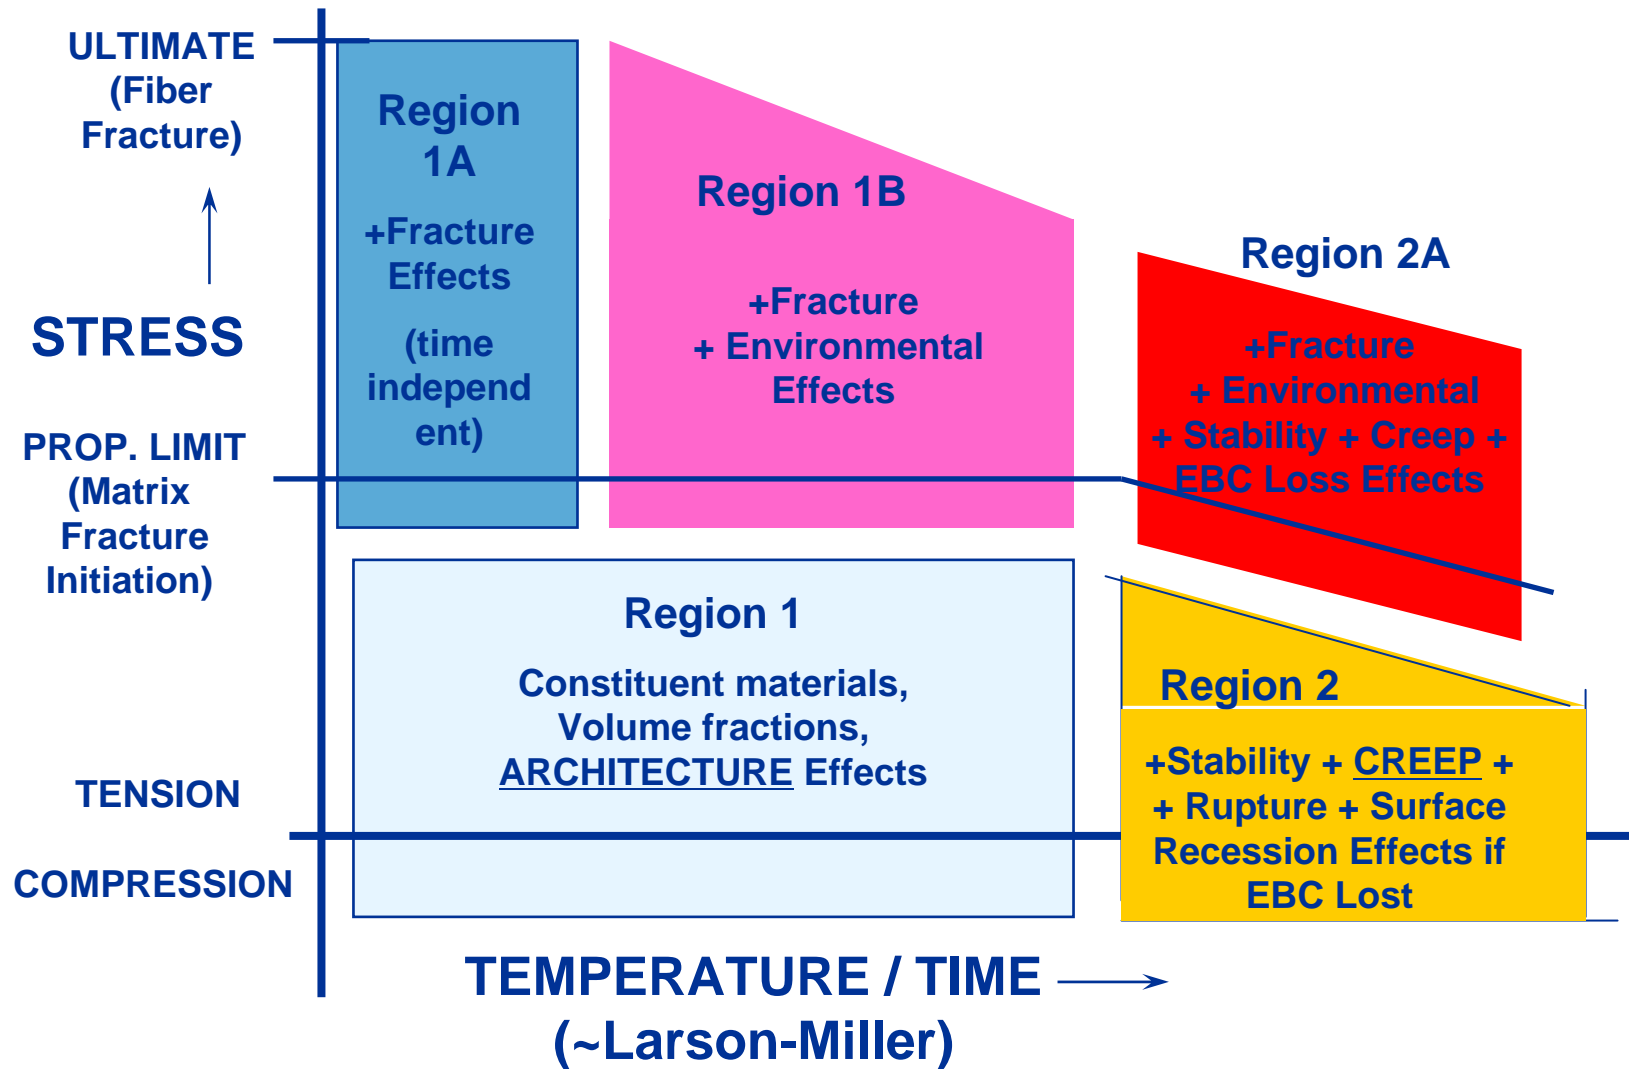 ULTIMATE
(Fiber
Fracture)
STRESS
PROP. LIMIT
(Matrix
Fracture
Initiation)
TENSION
COMPRESSION
Region
1A
+Fracture
Effects
(time
independ
ent)
Region 1B
+Fracture
+ Environmental
Effects
Region 2A
+Fracture
+ Environmental
+ Stability + Creep +
EBC Loss Effects
Region 1
Constituent materials,
Volume fractions,
ARCHITECTURE Effects
Region 2
+Stability + CREEP +
+ Rupture + Surface
Recession Effects if
EBC Lost
TEMPERATURE / TIME
(~Larson-Miller)